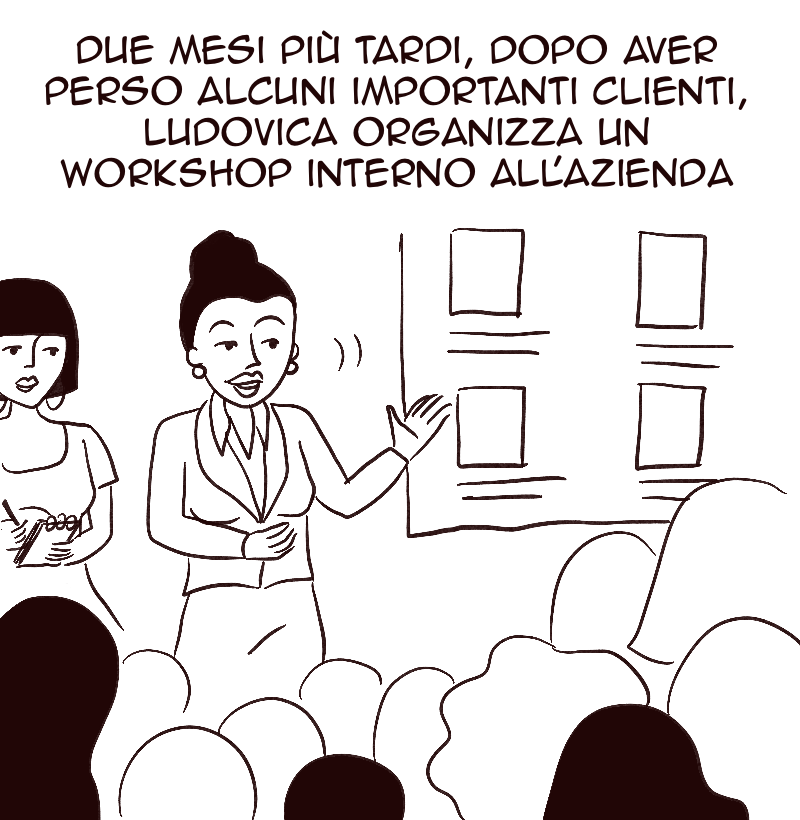 DUE MESI PIÙ TARDI, DOPO AVER
PERSO ALCUNI IMPORTANTI CLIENTI,
LUDOVICA ORGANIZZA UN
WORKSHOP INTERNO ALL'AZIENDA